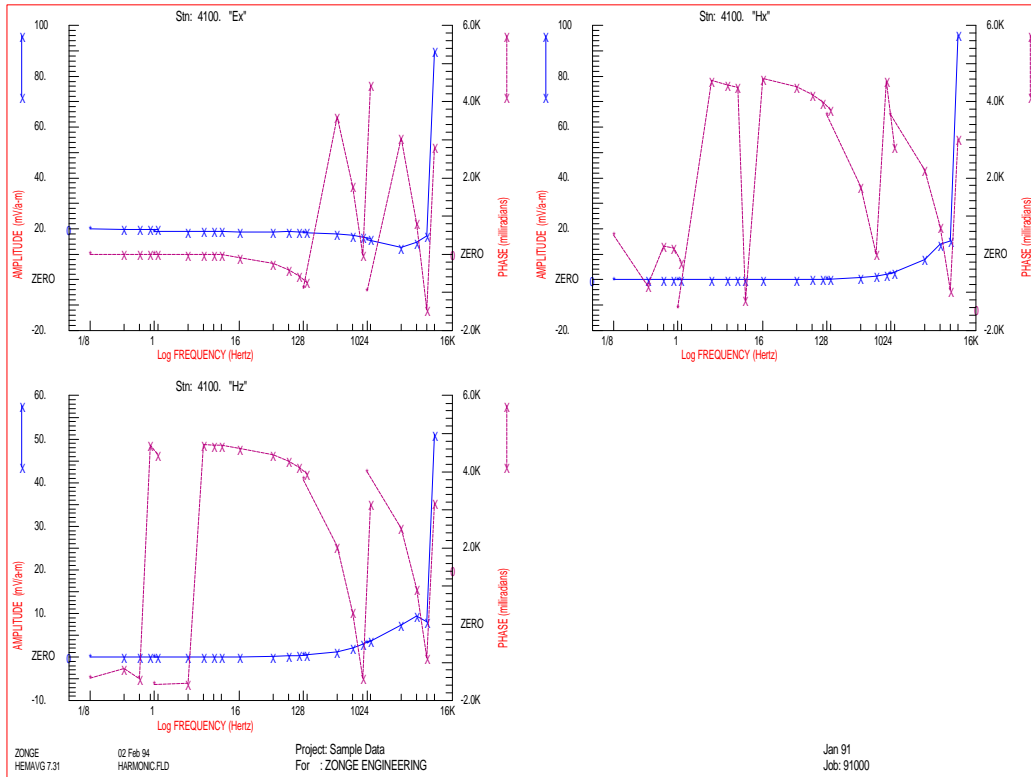 Stn: 4100. "Ex"
100.
80.
60.
40.
20.
ZERO
-20.
AMPLITUDE (mV/a-m)
6.0K
4.0K
2.0K
ZERO
-2.0K
PHASE (milliradians)
0
0
1/8 1 16 128 1024 16K
Log FREQUENCY (Hertz)
Stn: 4100. "Hx"
100.
80.
60.
40.
20.
ZERO
-20.
AMPLITUDE (mV/a-m)
6.0K
4.0K
2.0K
ZERO
-2.0K
PHASE (milliradians)
0
0
1/8 1 16 128 1024 16K
Log FREQUENCY (Hertz)
Stn: 4100. "Hz"
60.
50.
40.
30.
20.
10.
ZERO
-10.
AMPLITUDE (mV/a-m)
6.0K
4.0K
2.0K
ZERO
-2.0K
PHASE (milliradians)
0
0
1/8 1 16 128 1024 16K
Log FREQUENCY (Hertz)
ZONGE 02 Feb 94 Project: Sample Data Jan 91
HEMAVG 7.31 HARMONIC.FLD For : ZONGE ENGINEERING Job: 91000